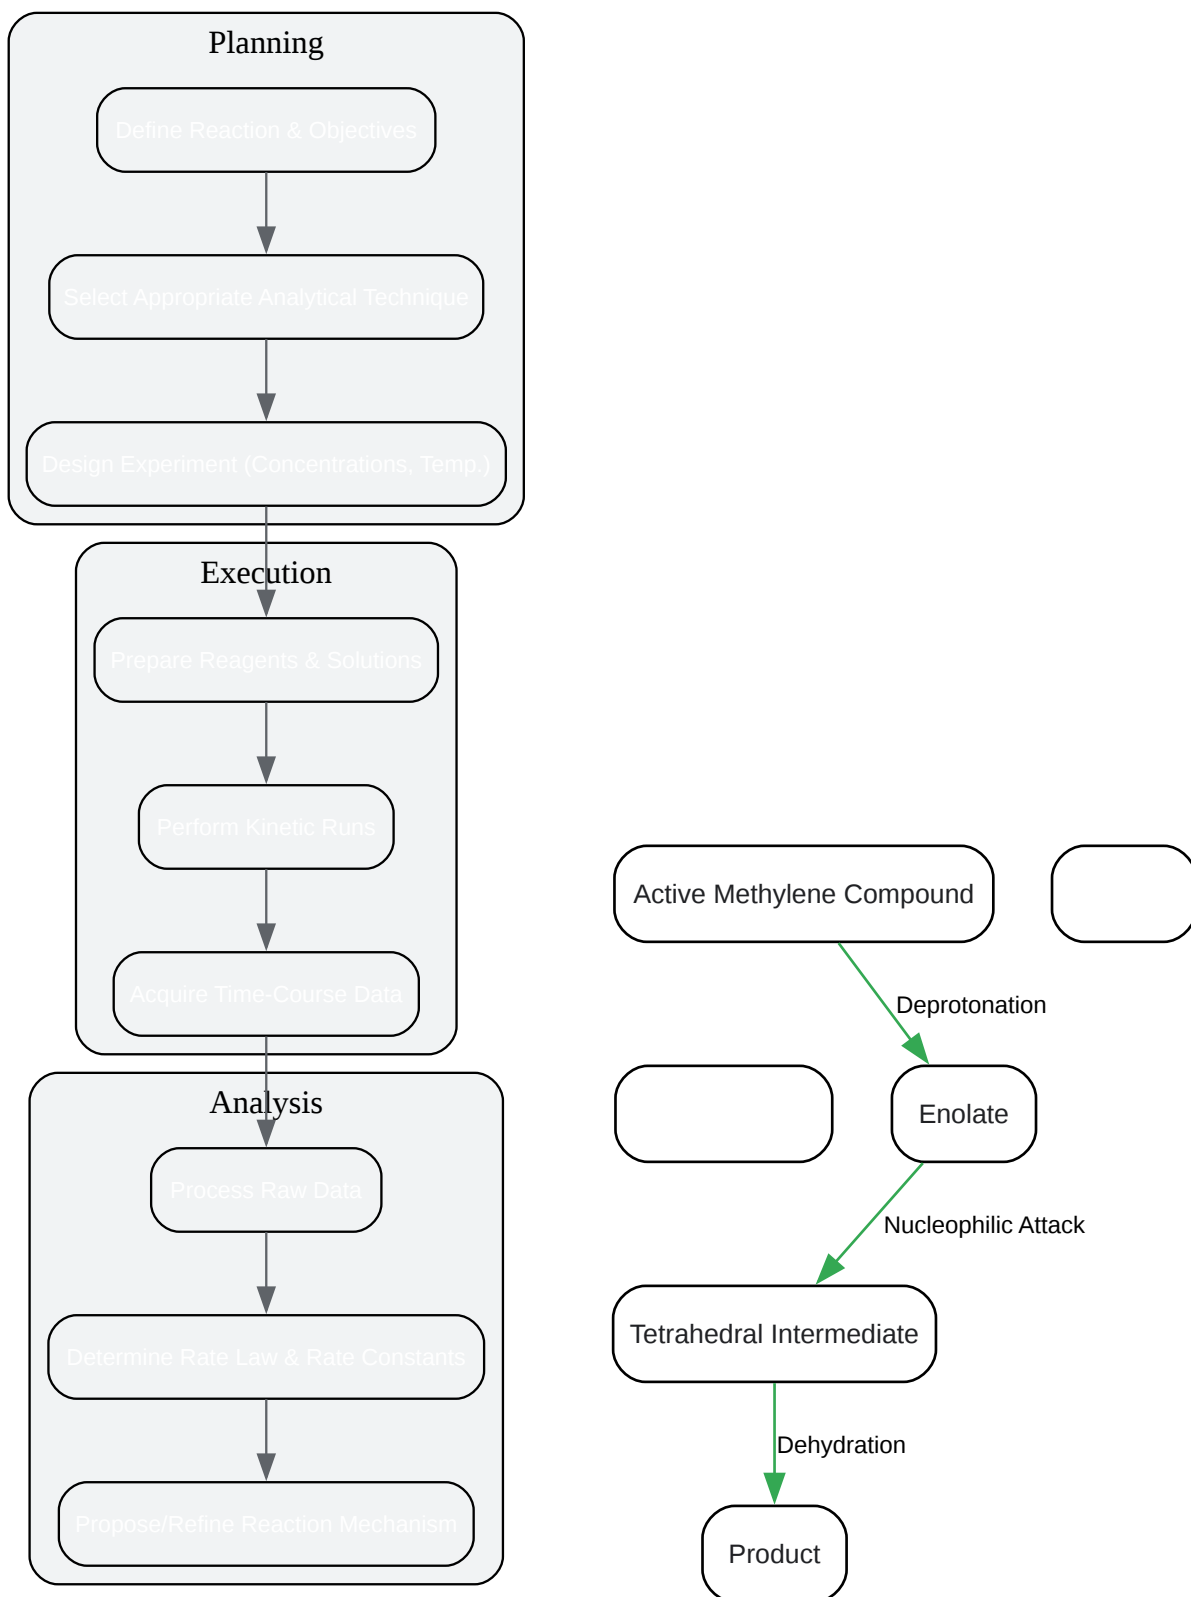 Planning
Define Reaction & Objectives
Select Appropriate Analytical Technique
Design Experiment (Concentrations, Temp.)
Execution
Prepare Reagents & Solutions
Perform Kinetic Runs
Acquire Time-Course Data
Analysis
Process Raw Data
Determine Rate Law & Rate Constants
Propose/Refine Reaction Mechanism
Active Methylene Compound
Deprotonation
Enolate
Nucleophilic Attack
Tetrahedral Intermediate
Dehydration
Product